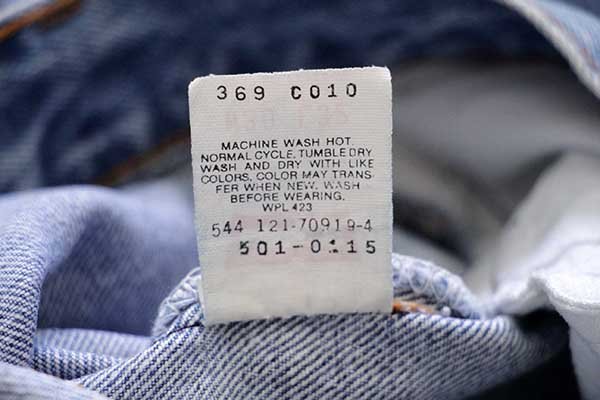 369 C010
MACHINE WASH HOT
NORMAL CYCLE. TUMBLE DRY
WASH AND DRY WITH LIKE
COLORS. COLOR MAY TRANS
FER WHEN NEW. WASH
BEFORE WEARING.
WPL 423
544 121-70919-4
501-0115